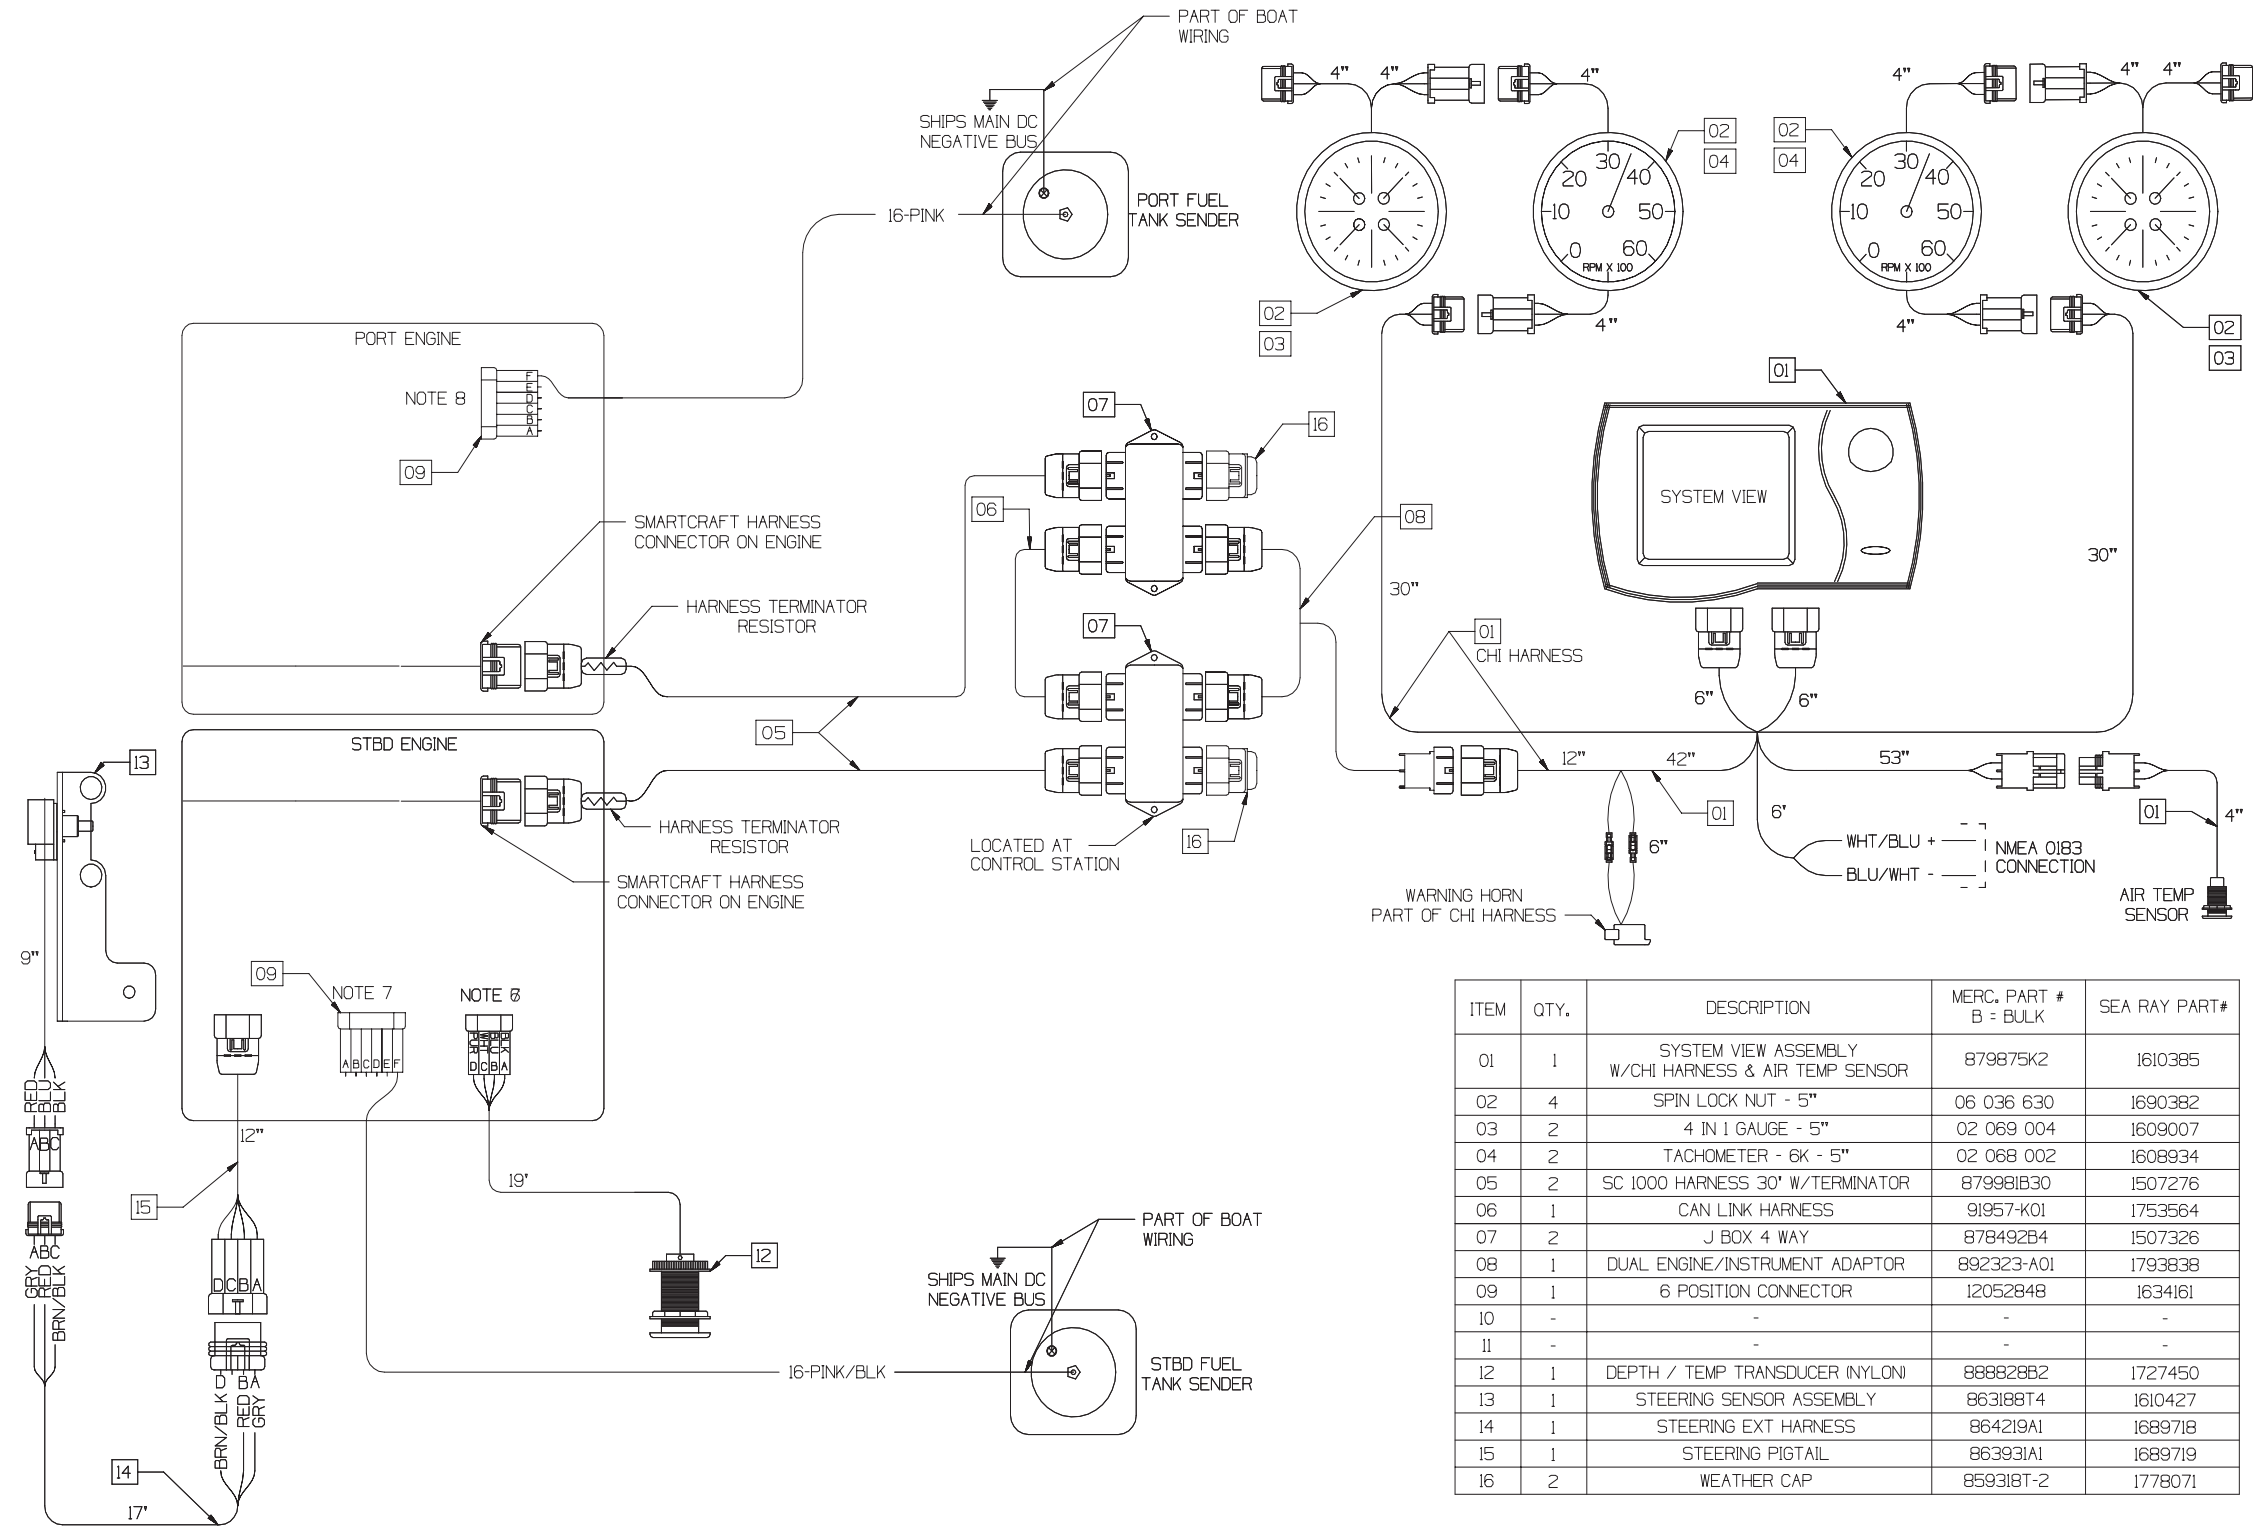 PART OF BOAT
WIRING
SHIPS MAIN DC
NEGATIVE BUS
16-PINK
PORT FUEL
TANK SENDER
4"
4"
4"
4"
4"
4"
02
04
02
04
0
10
20
30
40
50
60
RPM X 100
0
10
20
30
40
50
60
RPM X 100
02
03
4"
4"
02
03
PORT ENGINE
NOTE 8
F
E
D
C
B
A
09
SMARTCRAFT HARNESS
CONNECTOR ON ENGINE
HARNESS TERMINATOR
RESISTOR
07
16
06
08
07
01
SYSTEM VIEW
30"
30"
01
CHI HARNESS
6"
6"
05
STBD ENGINE
HARNESS TERMINATOR
RESISTOR
SMARTCRAFT HARNESS
CONNECTOR ON ENGINE
LOCATED AT
CONTROL STATION
16
12"
42"
53"
01
6"
6'
WHT/BLU +
BLU/WHT -
NMEA 0183
CONNECTION
01
4"
AIR TEMP
SENSOR
WARNING HORN
PART OF CHI HARNESS
13
9"
09
NOTE 7
A B C D E F
NOTE
PUR WHT BLU BLK
D C B A
RED BLU BLK
ABC
ABC
GRY RED BRN/BLK
12"
15
DCBA
D BA
BRN/BLK RED GRY
14
17'
19'
12
PART OF BOAT
WIRING
SHIPS MAIN DC
NEGATIVE BUS
16-PINK/BLK
STBD FUEL
TANK SENDER
ITEM QTY. DESCRIPTION MERC. PART # B = BULK SEA RAY PART#
01 1 SYSTEM VIEW ASSEMBLY W/CHI HARNESS & AIR TEMP SENSOR 879875K2 1610385
02 4 SPIN LOCK NUT - 5" 06 036 630 1690382
03 2 4 IN 1 GAUGE - 5" 02 069 004 1609007
04 2 TACHOMETER - 6K - 5" 02 068 002 1608934
05 2 SC 1000 HARNESS 30' W/TERMINATOR 879981B30 1507276
06 1 CAN LINK HARNESS 91957-K01 1753564
07 2 J BOX 4 WAY 878492B4 1507326
08 1 DUAL ENGINE/INSTRUMENT ADAPTOR 892323-A01 1793838
09 1 6 POSITION CONNECTOR 12052848 1634161
10 - - - -
11 - - - -
12 1 DEPTH / TEMP TRANSDUCER (NYLON) 888828B2 1727450
13 1 STEERING SENSOR ASSEMBLY 863188T4 1610427
14 1 STEERING EXT HARNESS 864219A1 1689718
15 1 STEERING PIGTAIL 863931A1 1689719
16 2 WEATHER CAP 859318T-2 1778071